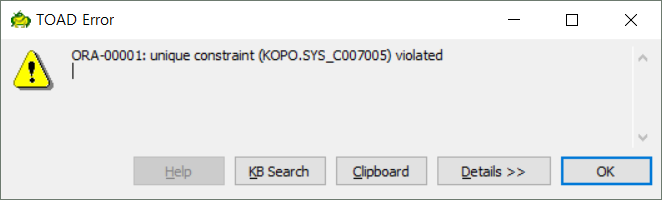 TOAD Error
ORA-00001: unique constraint (KOPO.SYS_C007005) violated
Help
KB Search
Clipboard
Details >>
OK